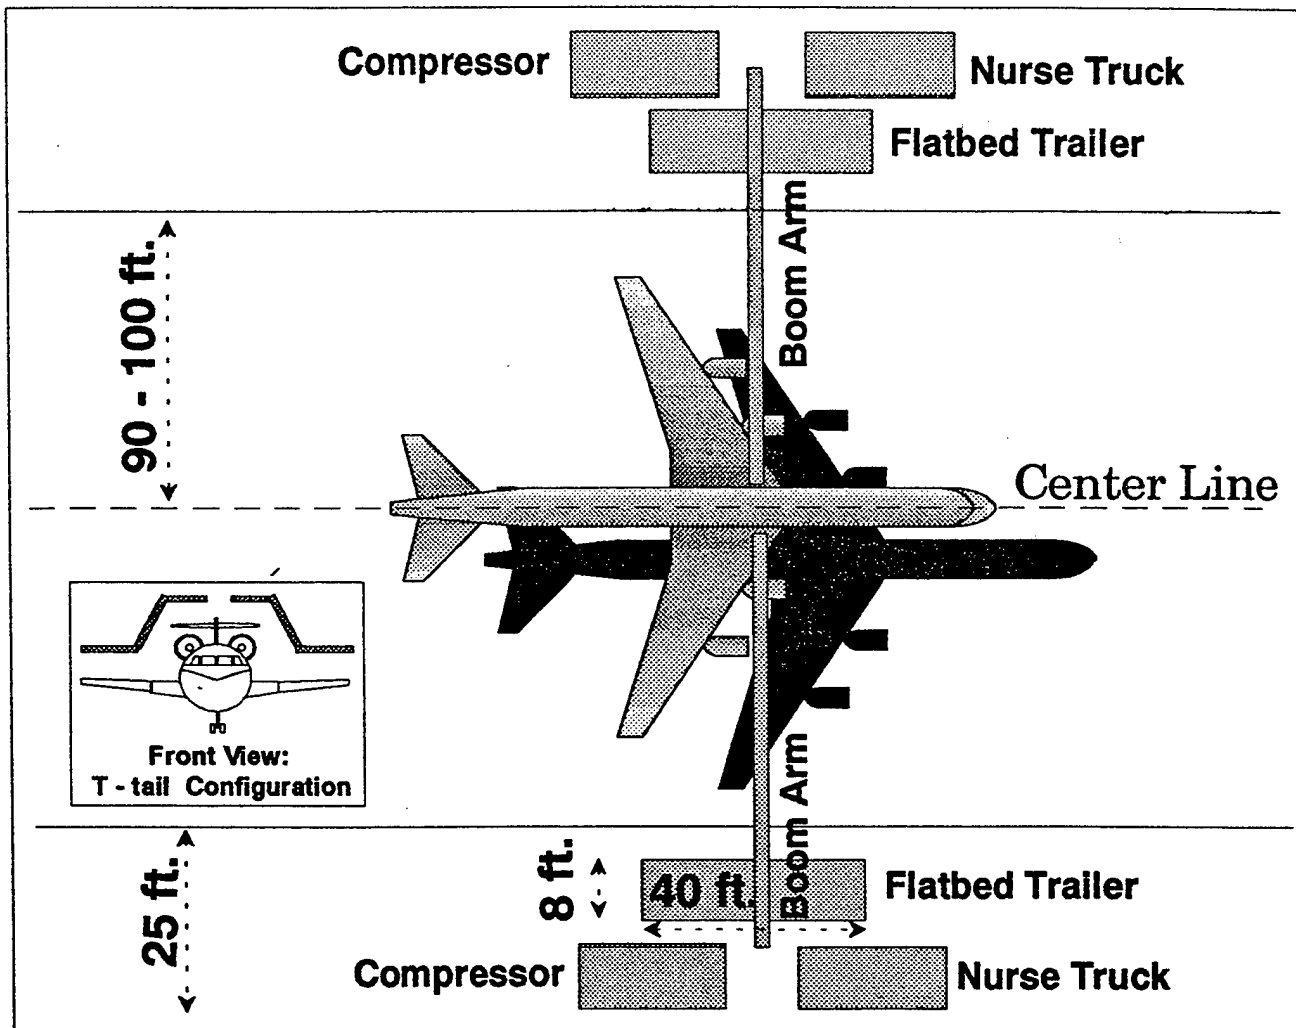 Compressor
Nurse Truck
Flatbed Trailer
Boom Arm
90 - 100 ft.
Center Line
Front View:
T - tail Configuration
Boom Arm
25 ft.
8 ft.
40 ft.
Flatbed Trailer
Compressor
Nurse Truck